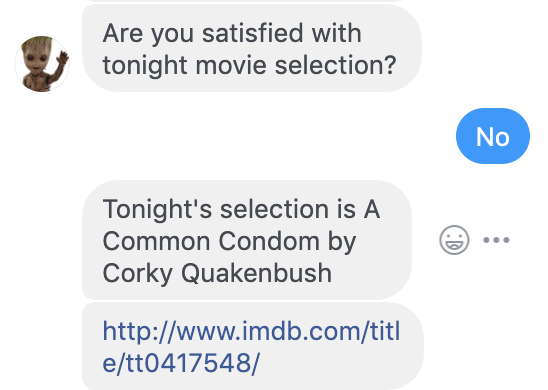 Are you satisfied with
tonight movie selection?
No
Tonight's selection is A
Common Condom by
Corky Quakenbush
http://www.imdb.com/titl
e/tt0417548/